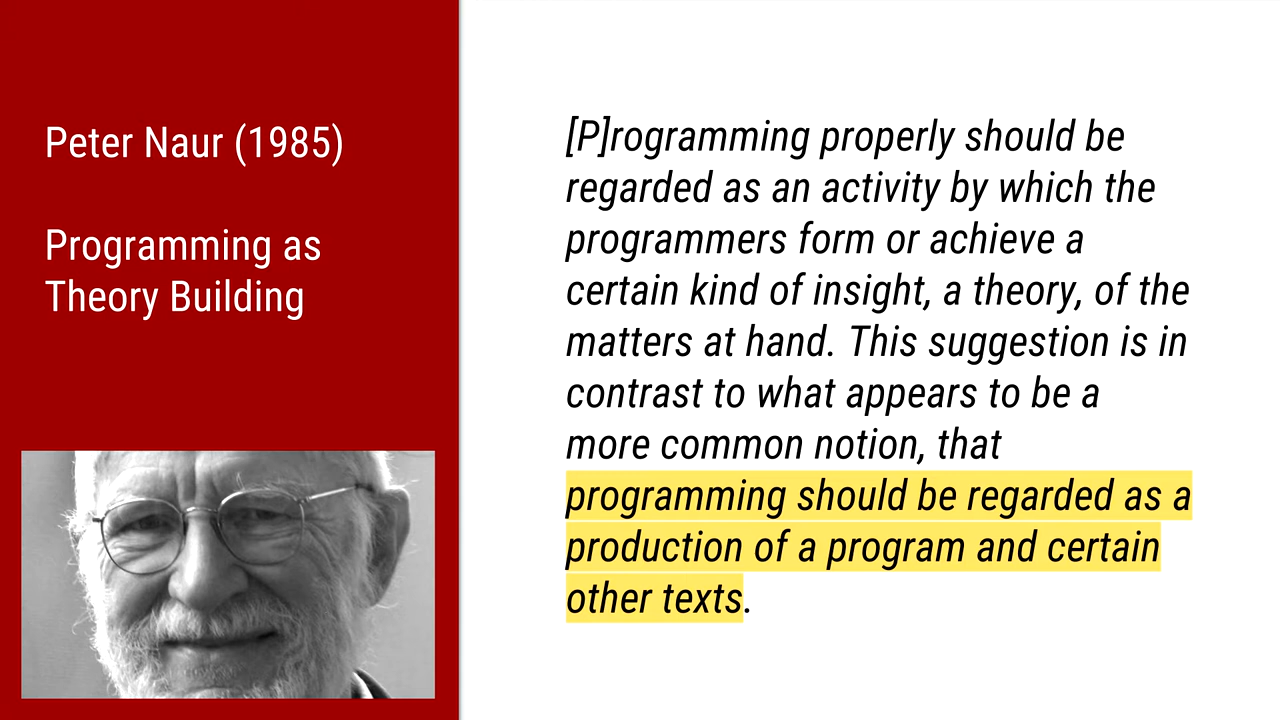 Peter Naur (1985)
Programming as
Theory Building
[P]rogramming properly should be
regarded as an activity by which the
programmers form or achieve a
certain kind of insight, a theory, of the
matters at hand. This suggestion is in
contrast to what appears to be a
more common notion, that
programming should be regarded as a
production of a program and certain
other texts.